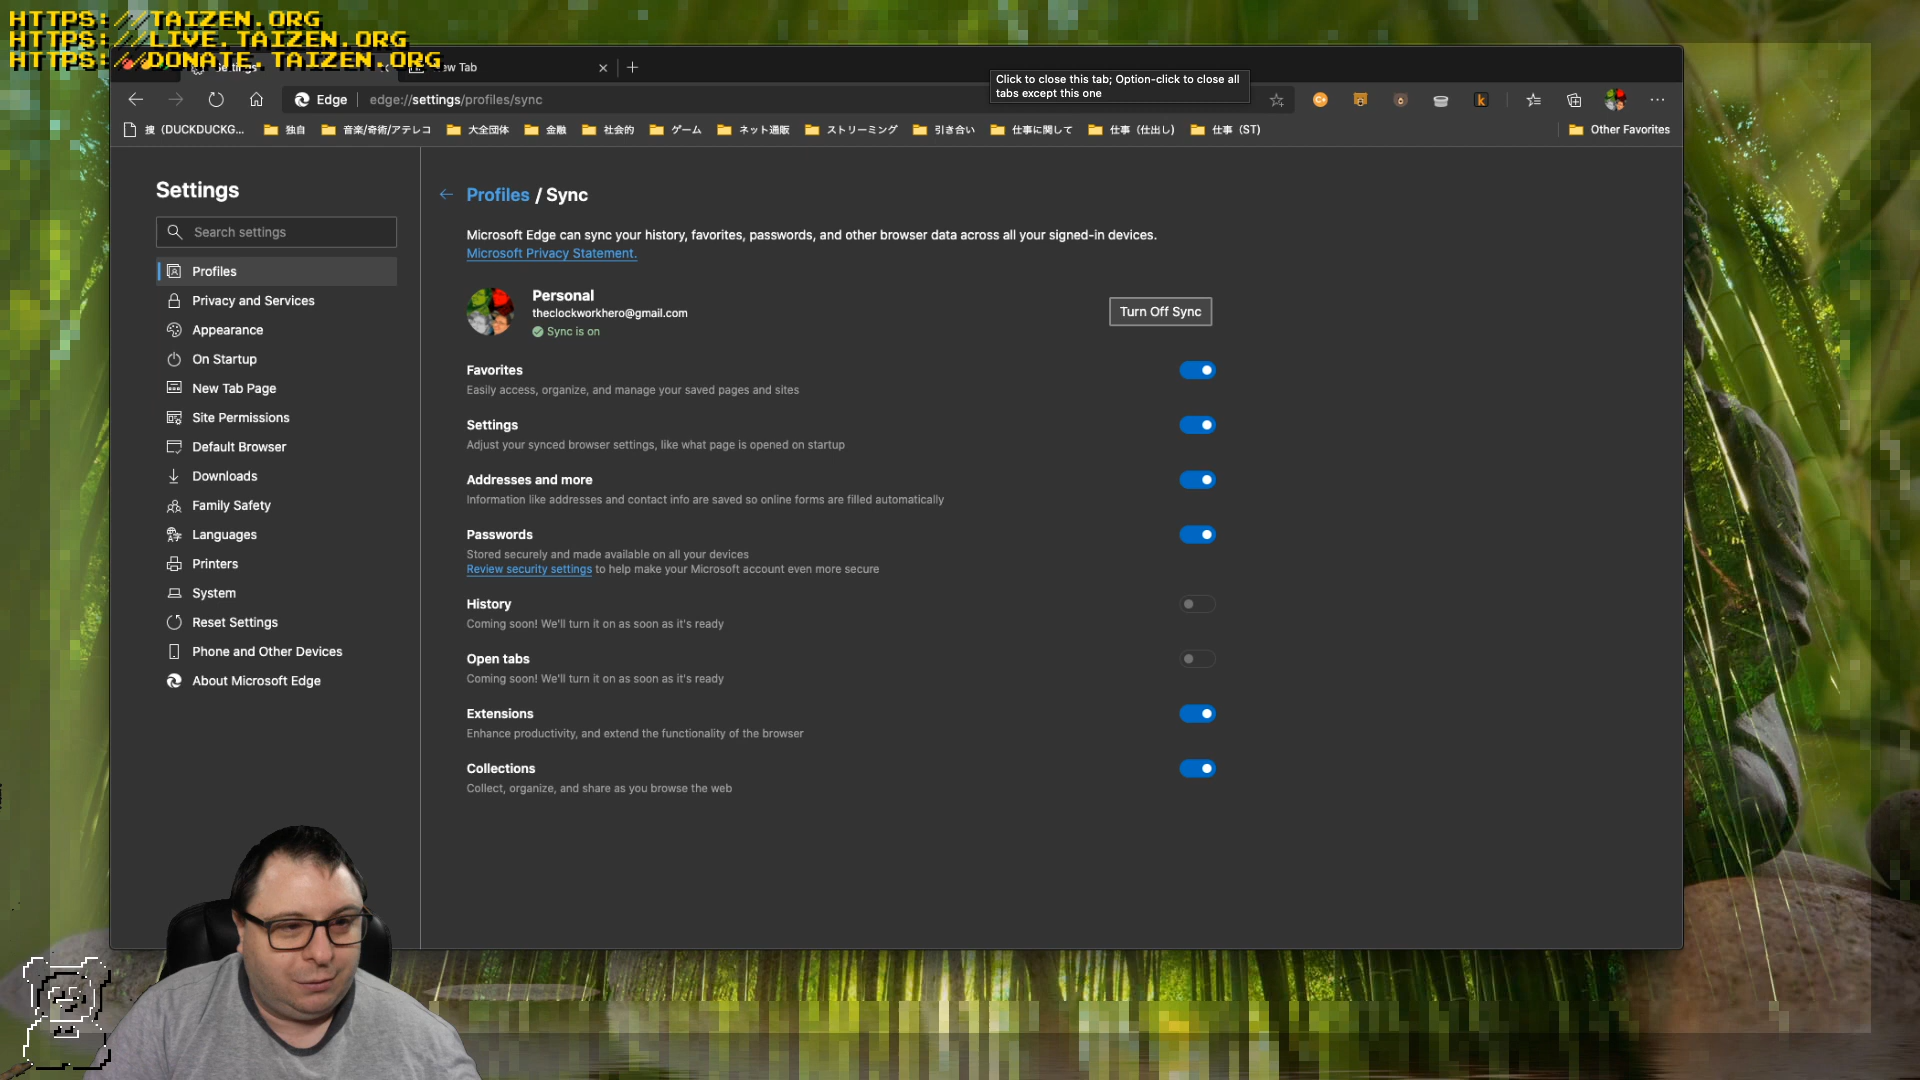 HTTPS://TAIZEN.ORG
HTTPS://LIVE.TAIZEN.ORG
HTTPS://DONATE.TAIZEN.ORG
Settings
New Tab
Click to close this tab; Option-click to close all
tabs except this one
Edge
edge://settings/profiles/sync
捜（DUCKDUCKG...
独自
音楽/奇術/アテレコ
大全団体
金融
社会的
ゲーム
ネット通販
ストリーミング
引き合い
仕事に関して
仕事（仕出し）
仕事（ST）
Other Favorites
Settings
Search settings
Profiles
Privacy and Services
Appearance
On Startup
New Tab Page
Site Permissions
Default Browser
Downloads
Family Safety
Languages
Printers
System
Reset Settings
Phone and Other Devices
About Microsoft Edge
Profiles / Sync
Microsoft Edge can sync your history, favorites, passwords, and other browser data across all your signed-in devices.
Microsoft Privacy Statement.
Personal
theclockworkhero@gmail.com
Sync is on
Turn Off Sync
Favorites
Easily access, organize, and manage your saved pages and sites
Settings
Adjust your synced browser settings, like what page is opened on startup
Addresses and more
Information like addresses and contact info are saved so online forms are filled automatically
Passwords
Stored securely and made available on all your devices
Review security settings to help make your Microsoft account even more secure
History
Coming soon! We'll turn it on as soon as it's ready
Open tabs
Coming soon! We'll turn it on as soon as it's ready
Extensions
Enhance productivity, and extend the functionality of the browser
Collections
Collect, organize, and share as you browse the web